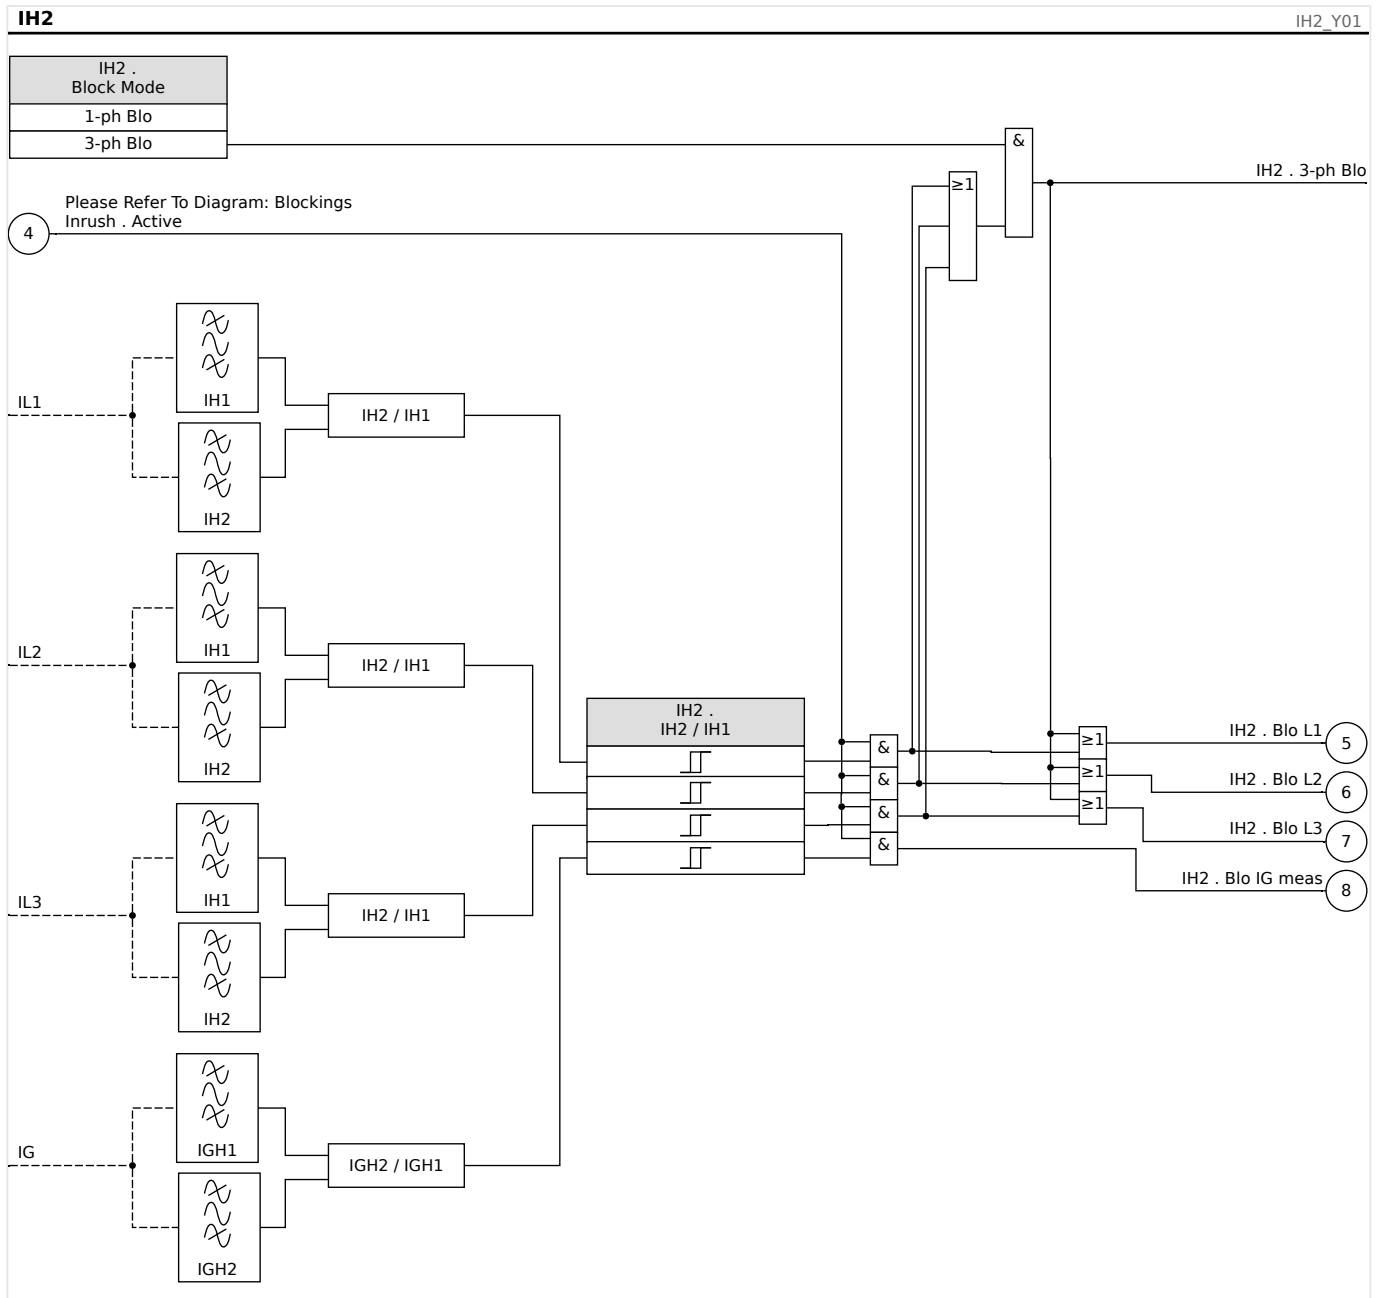 IH2
IH2_Y01
IH2 .
Block Mode
1-ph Blo
3-ph Blo
&
IH2 . 3-ph Blo
≥1
Please Refer To Diagram: Blockings
Inrush . Active
4
IH1
IL1
IH2 / IH1
IH2
IH1
IL2
IH2 / IH1
IH2
IH2 .
IH2 / IH1
&
&
&
&
≥1
≥1
≥1
IH2 . Blo L1
5
IH2 . Blo L2
6
IH2 . Blo L3
7
IH2 . Blo IG meas
8
IH1
IL3
IH2 / IH1
IH2
IGH1
IG
IGH2 / IGH1
IGH2